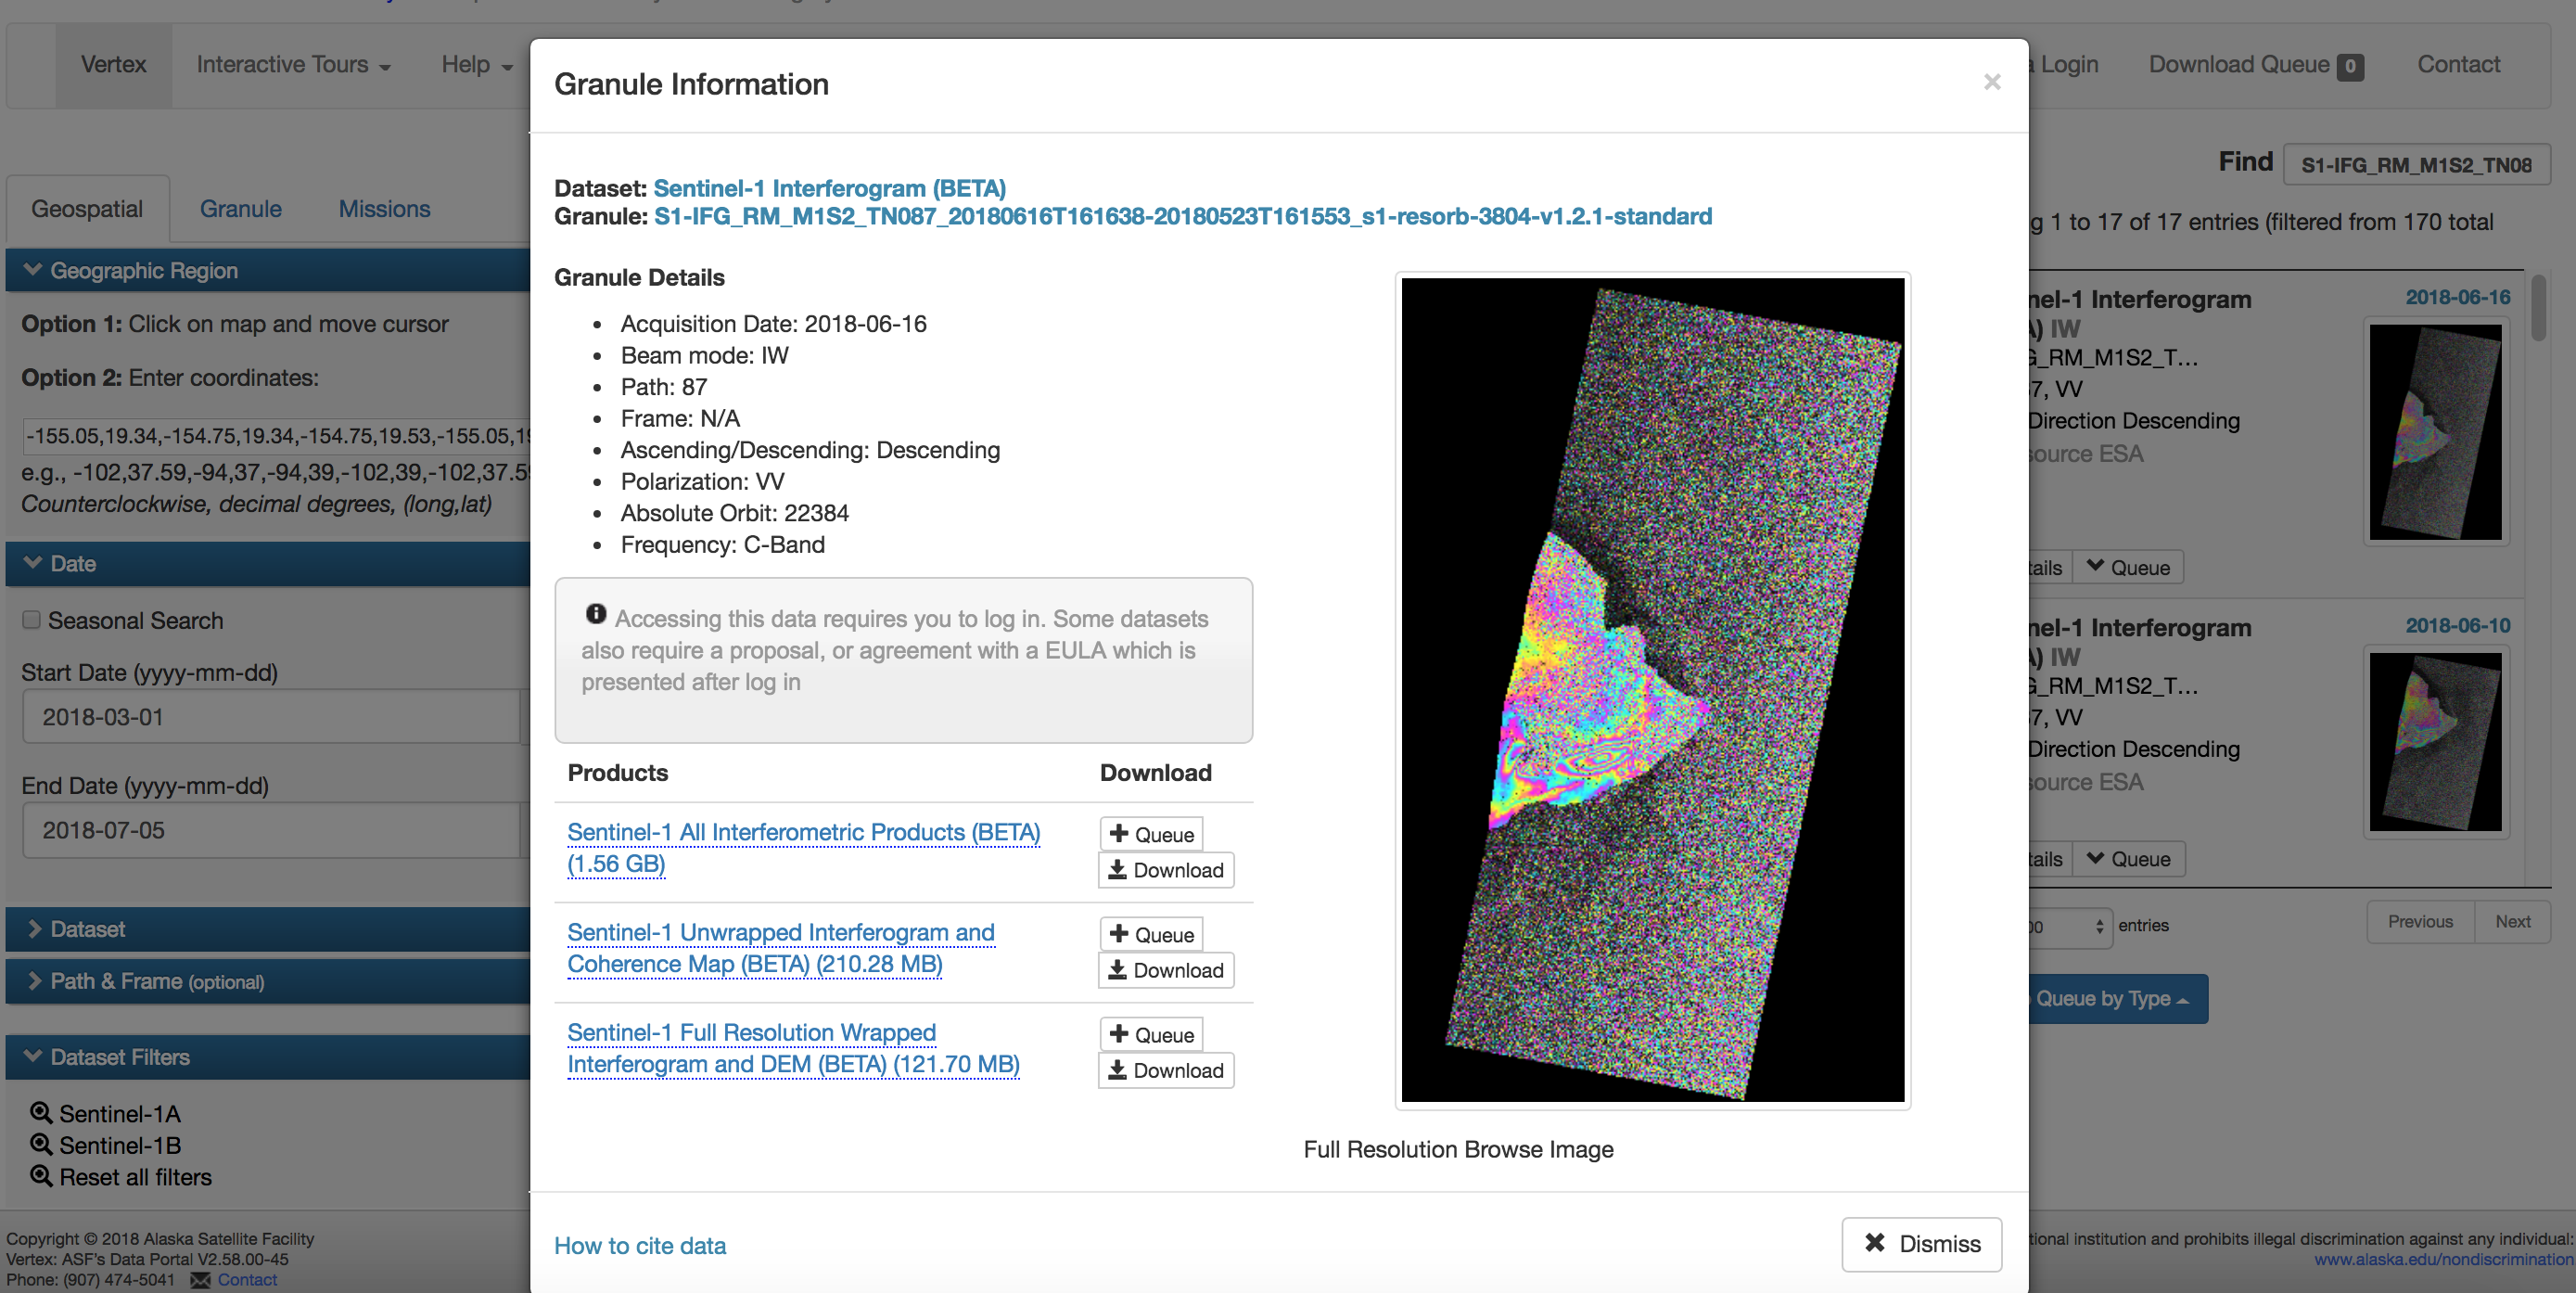 Vertex
Interactive Tours
Help
Login
Download Queue 0
Contact
Geospatial
Granule
Missions
Geographic Region
Option 1: Click on map and move cursor
Option 2: Enter coordinates:
-155.05,19.34,-154.75,19.34,-154.75,19.53,-155.05,19
e.g., -102,37.59,-94,37,-94,39,-102,39,-102,37.59
Counterclockwise, decimal degrees, (long,lat)
Date
Seasonal Search
Start Date (yyyy-mm-dd)
2018-03-01
End Date (yyyy-mm-dd)
2018-07-05
Dataset
Path & Frame (optional)
Dataset Filters
Sentinel-1A
Sentinel-1B
Reset all filters
Copyright © 2018 Alaska Satellite Facility
Vertex: ASF's Data Portal V2.58.00-45
Phone: (907) 474-5041 Contact
Granule Information
×
Dataset: Sentinel-1 Interferogram (BETA)
Granule: S1-IFG_RM_M1S2_TN087_20180616T161638-20180523T161553_s1-resorb-3804-v1.2.1-standard
Granule Details
• Acquisition Date: 2018-06-16
• Beam mode: IW
• Path: 87
• Frame: N/A
• Ascending/Descending: Descending
• Polarization: VV
• Absolute Orbit: 22384
• Frequency: C-Band
Accessing this data requires you to log in. Some datasets
also require a proposal, or agreement with a EULA which is
presented after log in
Products Download
Sentinel-1 All Interferometric Products (BETA)
(1.56 GB)
Queue
Download
Sentinel-1 Unwrapped Interferogram and
Coherence Map (BETA) (210.28 MB)
Queue
Download
Sentinel-1 Full Resolution Wrapped
Interferogram and DEM (BETA) (121.70 MB)
Queue
Download
Full Resolution Browse Image
How to cite data
Dismiss
Find S1-IFG_RM_M1S2_TN08
g 1 to 17 of 17 entries (filtered from 170 total
nel-1 Interferogram
2018-06-16
A) IW
G_RM_M1S2_T...
7, VV
Direction Descending
source ESA
tails
Queue
nel-1 Interferogram
2018-06-10
A) IW
G_RM_M1S2_T...
7, VV
Direction Descending
source ESA
tails
Queue
00 entries
Previous
Next
Queue by Type
tional institution and prohibits illegal discrimination against any individual:
www.alaska.edu/nondiscrimination